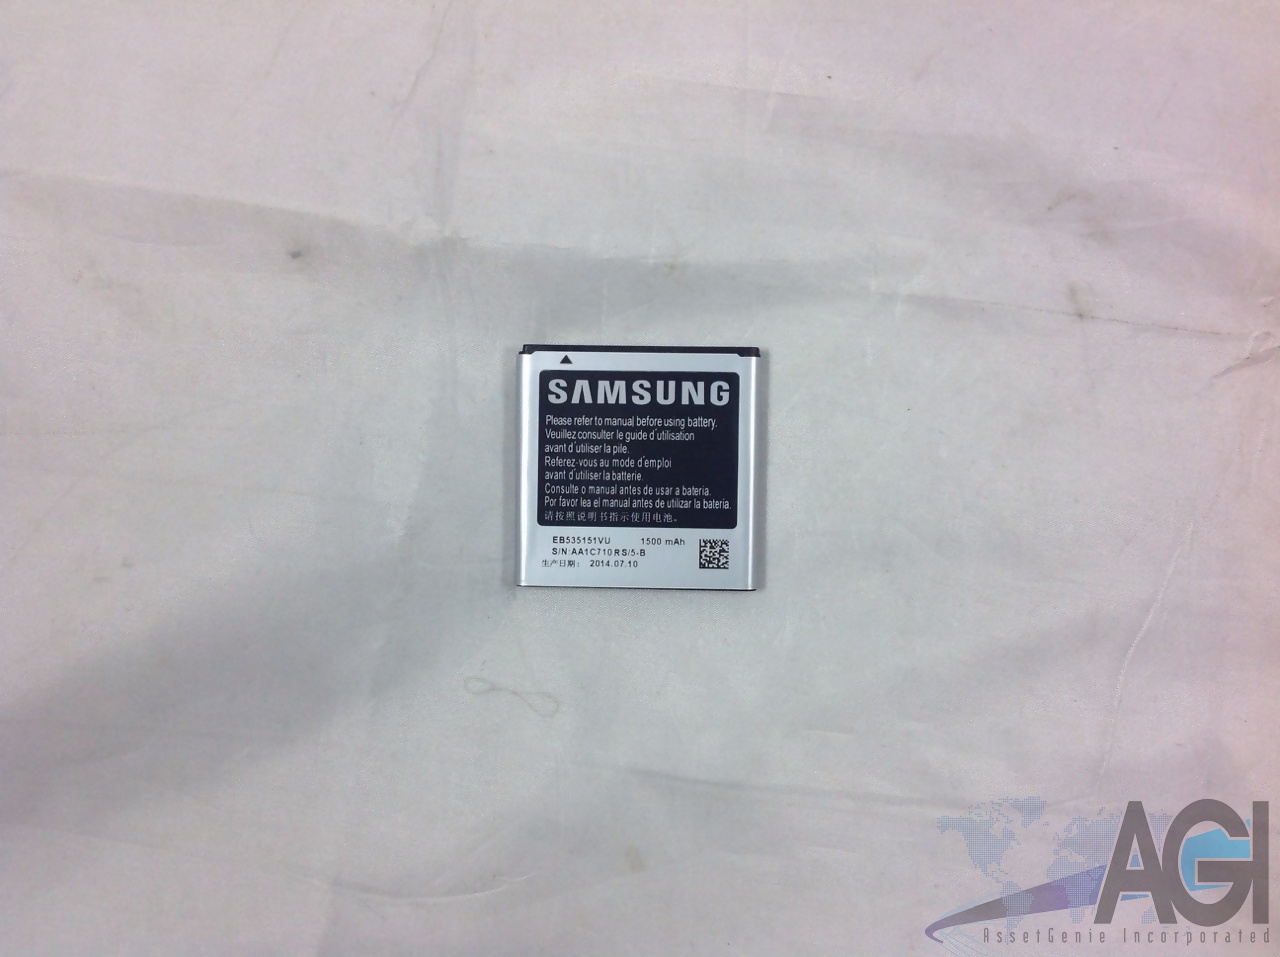 SAMSUNG
Please refer to manual before using battery.
Veuillez consulter le guide d'utilisation
avant d'utiliser la pile.
Referez-vous au mode d'emploi
avant d'utiliser la batterie.
Consulte o manual antes de usar a bateria.
Por favor lea el manual antes de utilizar la bateria.
请按照说明书指示使用电池。
EB535151VU 1500 mAh
S/N:AA1C710RS/5-B
生产日期: 2014.07.10
AGI
AssetGenie Incorporated